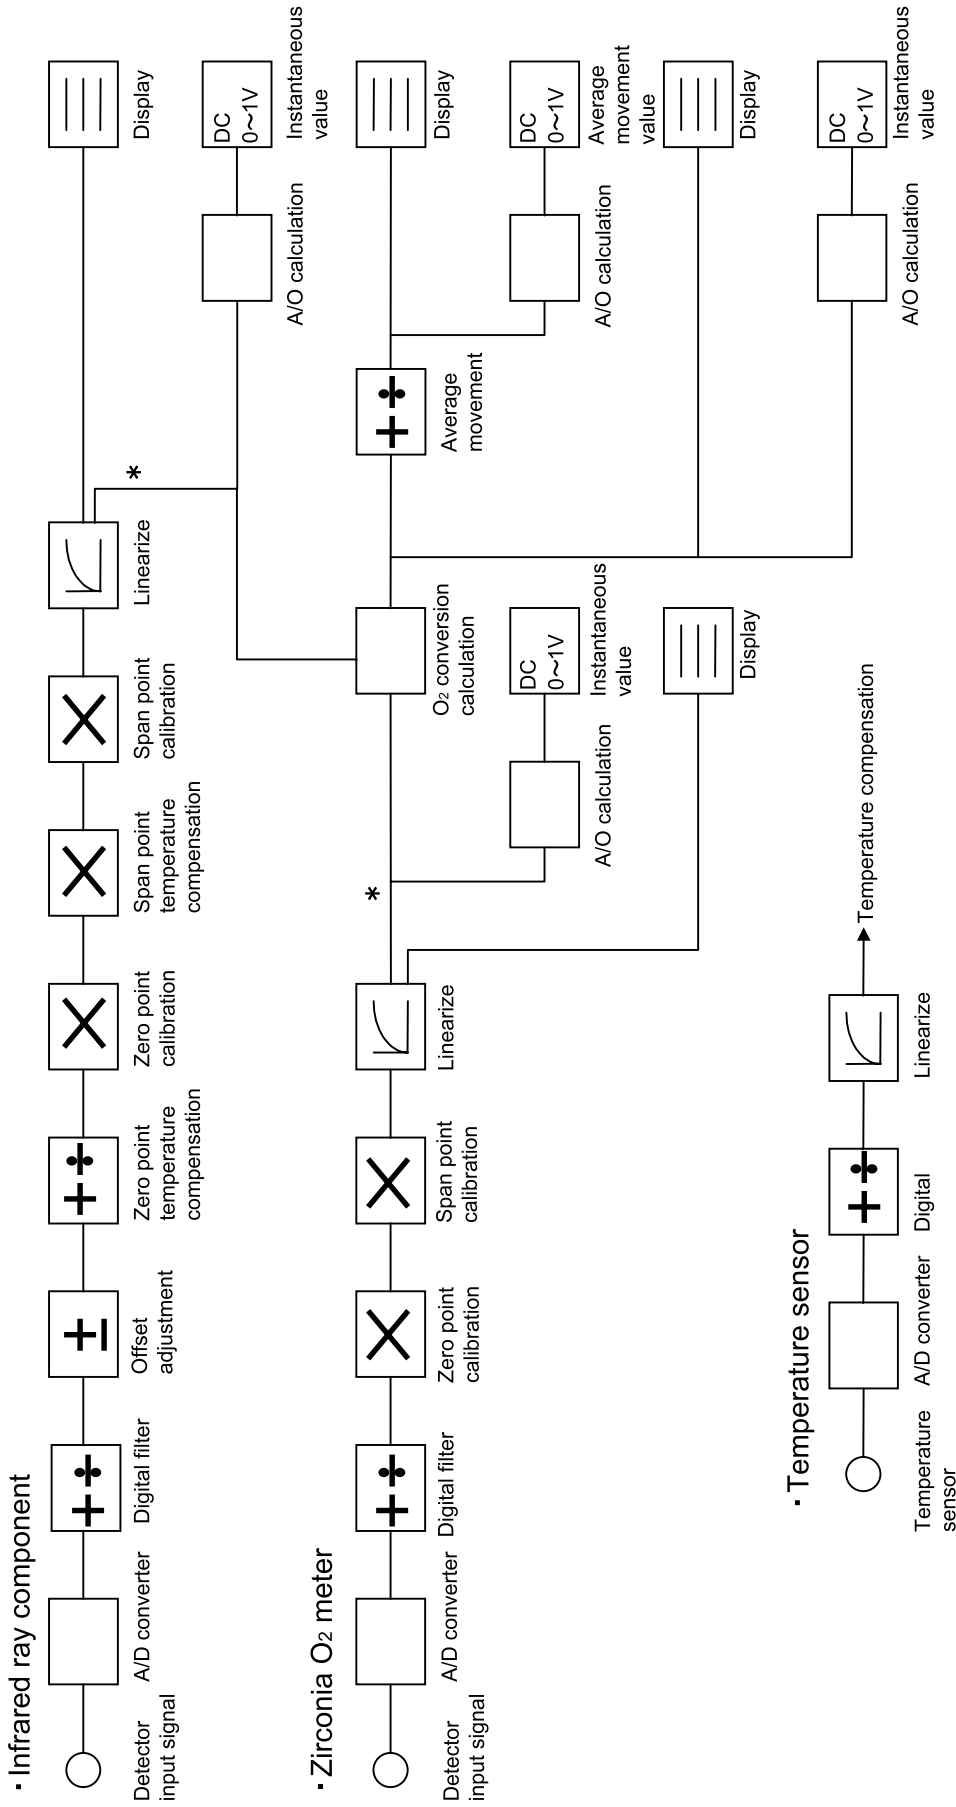 ・Infrared ray component
Detector
input signal
A/D converter
Digital filter
Offset
adjustment
Zero point
temperature
compensation
Zero point
calibration
Span point
temperature
compensation
Span point
calibration
Linearize
*
Display
A/O calculation
DC
0~1V
Instantaneous
value
・Zirconia O2 meter
Detector
input signal
A/D converter
Digital filter
Zero point
calibration
Span point
calibration
Linearize
*
O2 conversion
calculation
Average
movement
Display
A/O calculation
DC
0~1V
Instantaneous
value
A/O calculation
DC
0~1V
Average
movement
value
Display
Display
A/O calculation
DC
0~1V
Instantaneous
value
・Temperature sensor
Temperature
sensor
A/D converter
Digital
Linearize
Temperature compensation